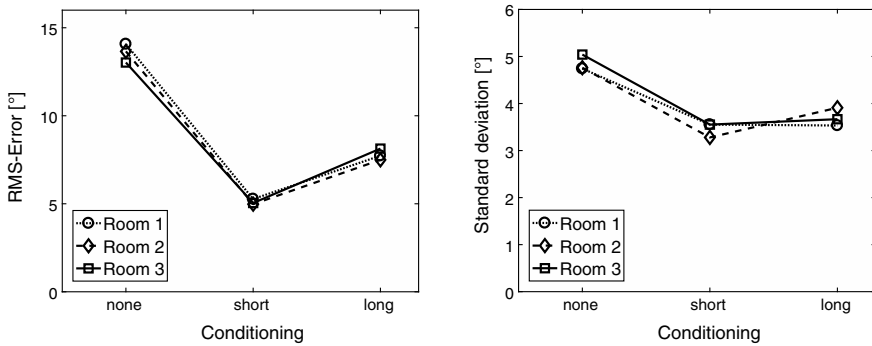 RMS-Error [°]
15
10
5
0
Room 1
Room 2
Room 3
none short long
Conditioning
Standard deviation [°]
6
5
4
3
2
1
0
Room 1
Room 2
Room 3
none short long
Conditioning